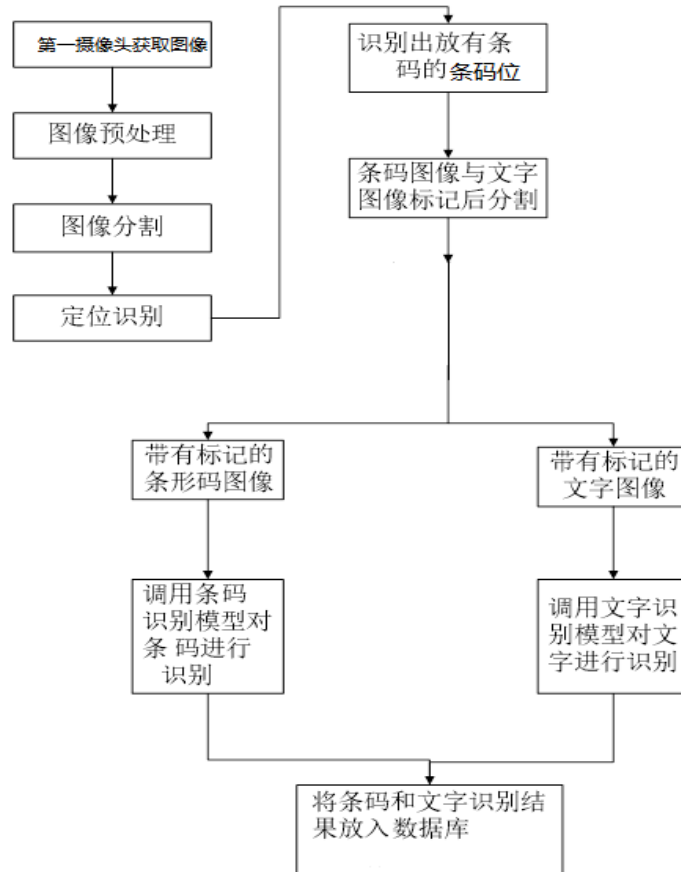 第一摄像头获取图像
图像预处理
图像分割
定位识别
识别出放有条
码的条码位
条码图像与文字
图像标记后分割
带有标记的
条形码图像
带有标记的
文字图像
调用条码
识别模型对
条 码进行
识别
调用文字识
别模型对文
字进行识别
将条码和文字识别结
果放入数据库